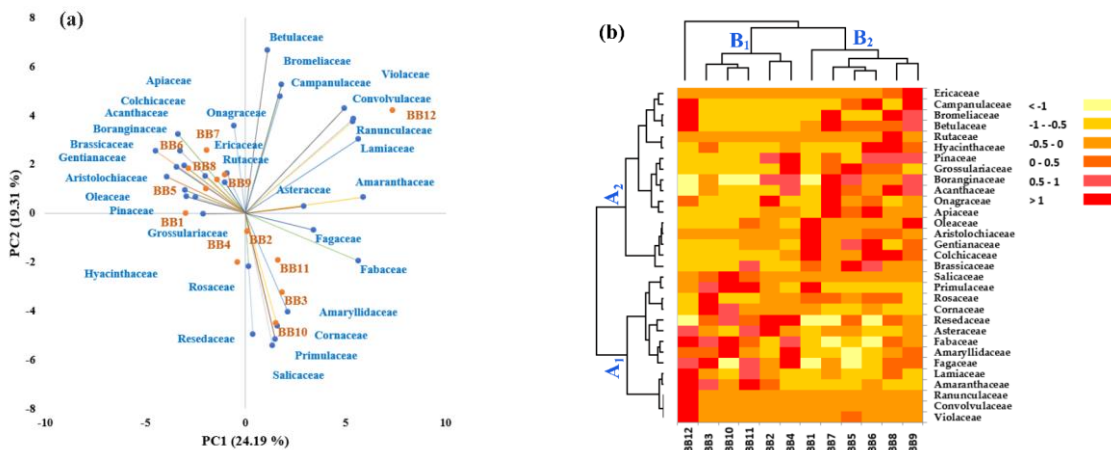 (a)
8
6
4
2
0
-2
-4
-6
-8
PC2 (19.31 %)
-10
-5
0
5
10
PC1 (24.19 %)
Betulaceae
Bromeliaceae
Apiaceae
Campanulaceae
Violaceae
Colchicaceae
Convolvulaceae
Acanthaceae
Onagraceae
BB12
Boranginaceae
BB7
Ranunculaceae
Brassicaceae
BB6
Ericaceae
Lamiaceae
Gentianaceae
BB8
Rutaceae
Aristolochiaceae
BB9
BB5
Asteraceae
Amaranthaceae
Oleaceae
Pinaceae
BB1
Grossulariaceae
BB4
BB2
Fagaceae
Hyacinthaceae
BB11
Fabaceae
Rosaceae
BB3
Amaryllidaceae
Resedaceae
BB10
Cornaceae
Primulaceae
Salicaceae
(b)
B1
B2
A2
A1
Ericaceae
Campanulaceae
Bromeliaceae
Betulaceae
Rutaceae
Hyacinthaceae
Pinaceae
Grossulariaceae
Boranginaceae
Acanthaceae
Onagraceae
Apiaceae
Oleaceae
Aristolochiaceae
Gentianaceae
Colchicaceae
Brassicaceae
Salicaceae
Primulaceae
Rosaceae
Cornaceae
Resedaceae
Asteraceae
Fabaceae
Amaryllidaceae
Fagaceae
Lamiaceae
Amaranthaceae
Ranunculaceae
Convolvulaceae
Violaceae
BB12
BB3
BB10
BB11
BB2
BB4
BB1
BB7
BB5
BB6
BB8
BB9
< -1
-1 - -0.5
-0.5 - 0
0 - 0.5
0.5 - 1
> 1